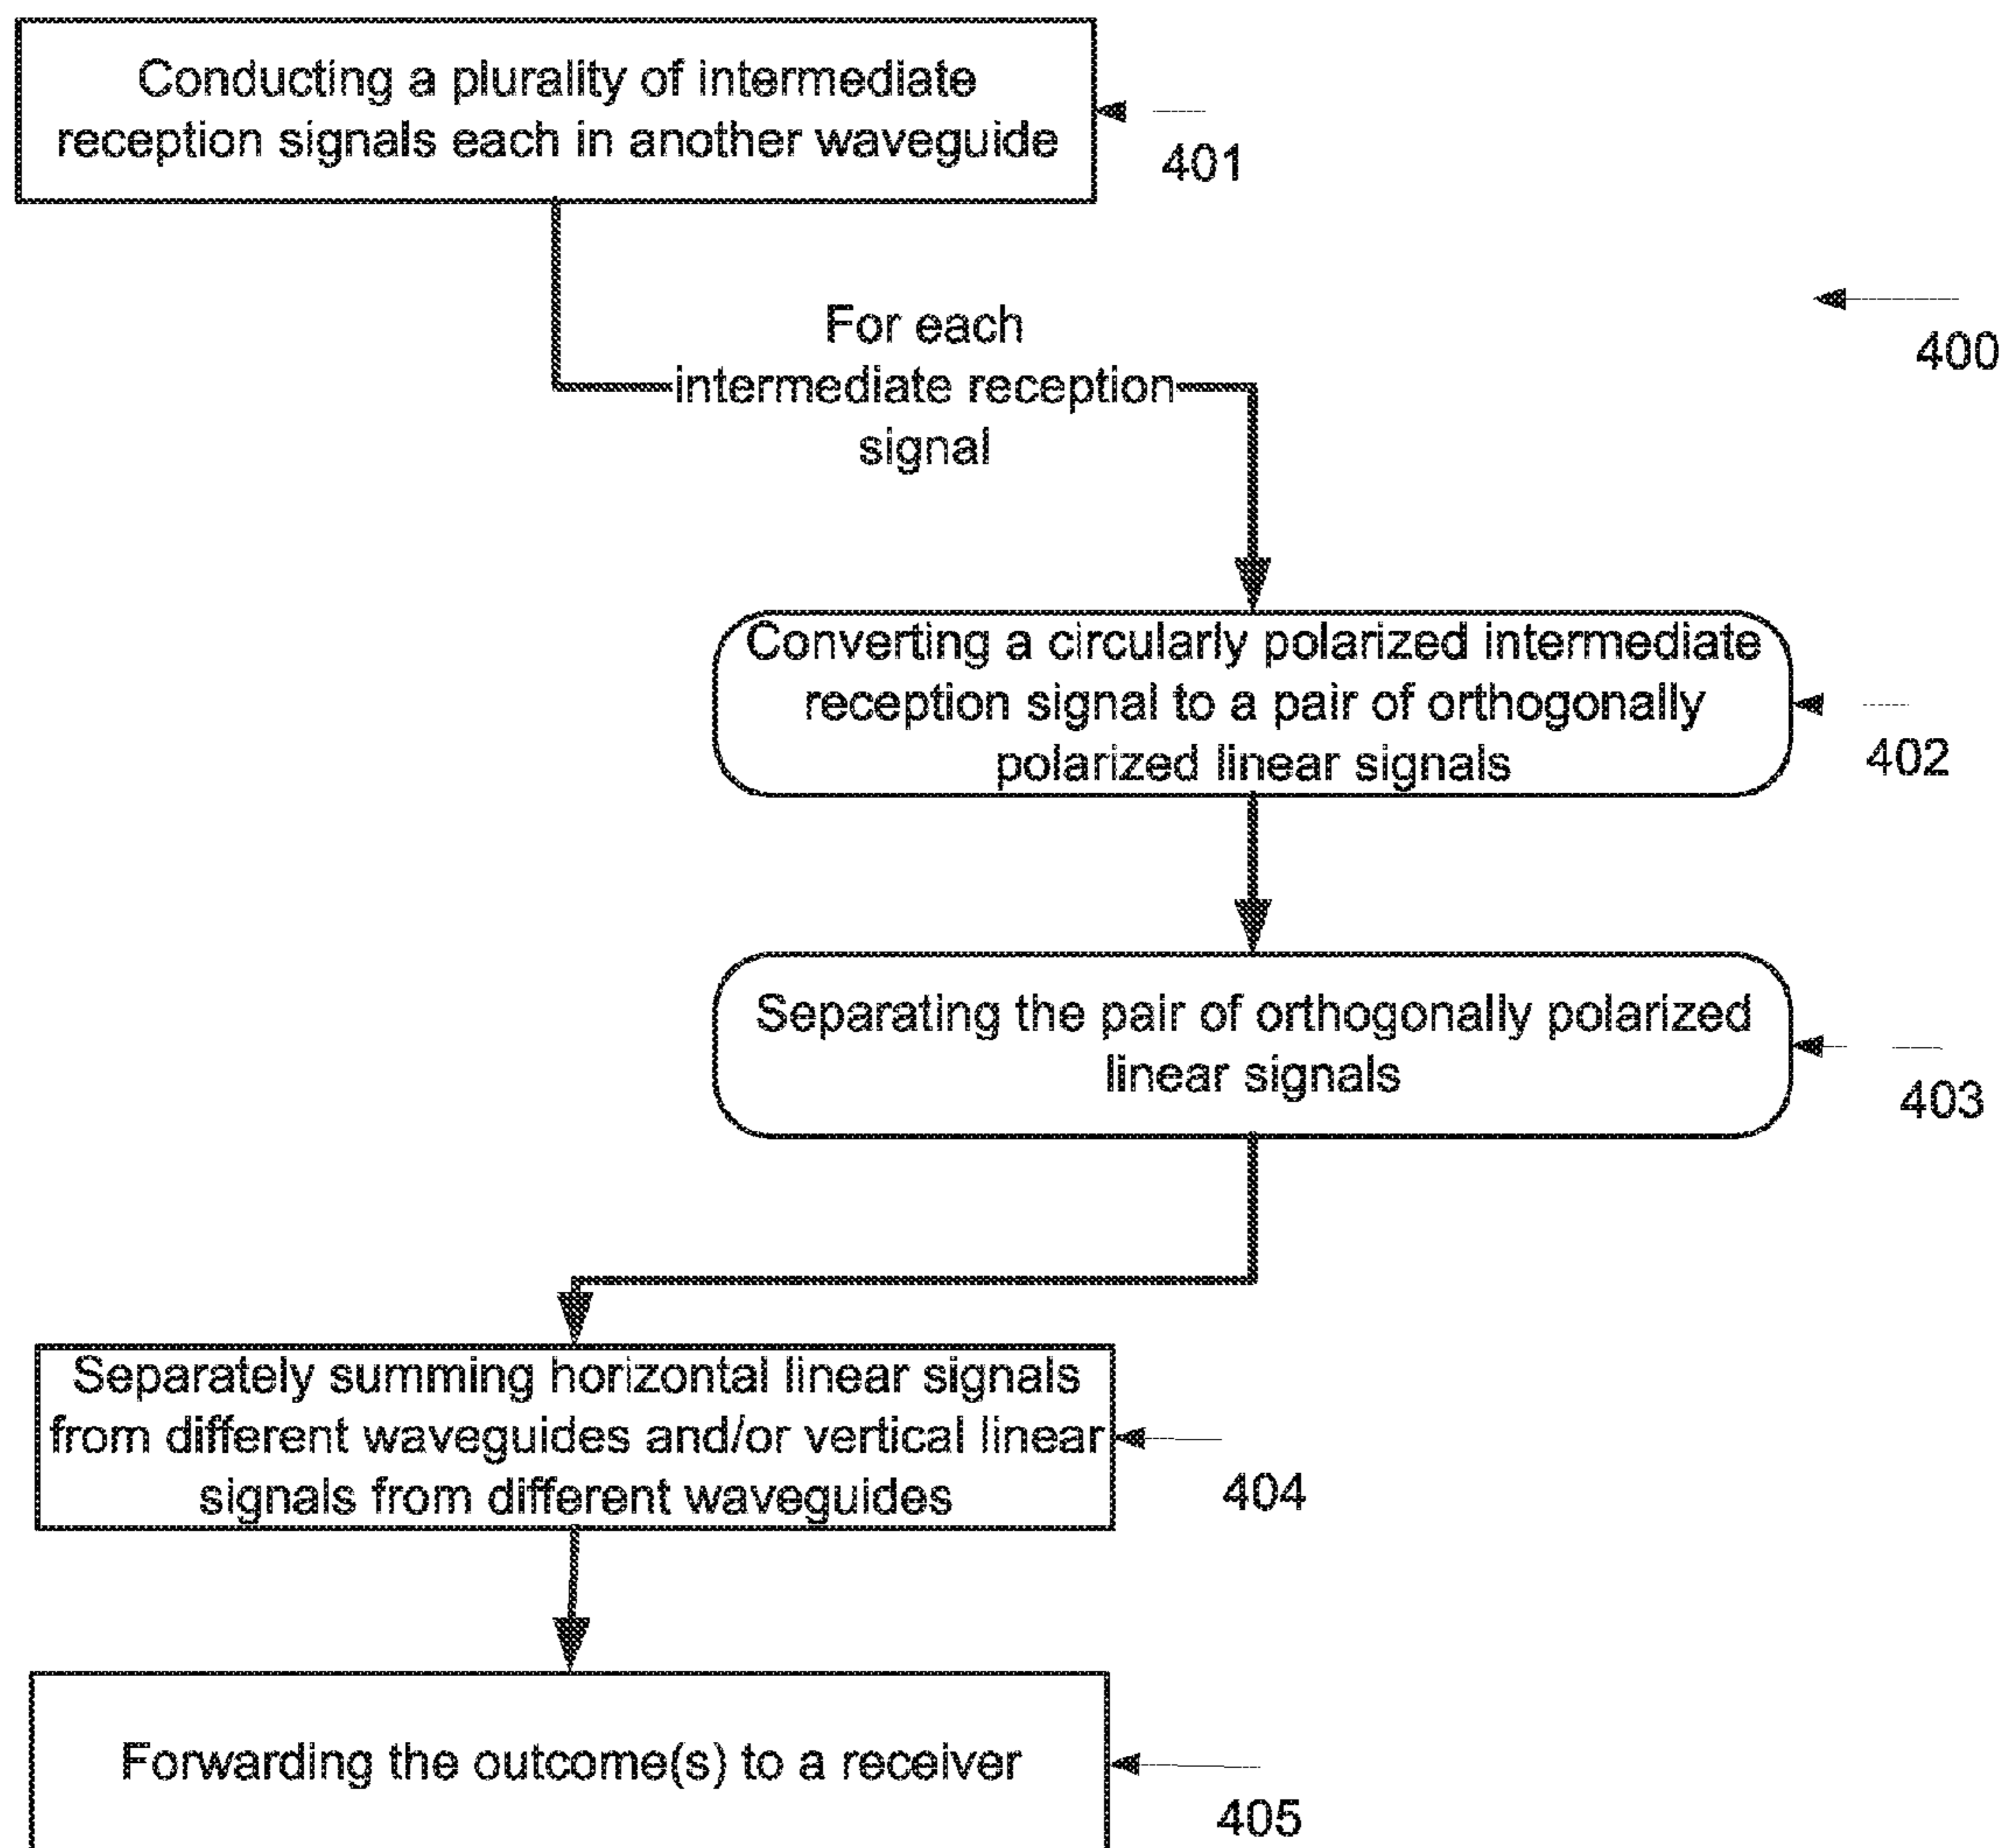 Conducting a plurality of intermediate
reception signals each in another waveguide
401
For each
intermediate reception
signal
400
Converting a circularly polarized intermediate
reception signal to a pair of orthogonally
polarized linear signals
402
Separating the pair of orthogonally polarized
linear signals
403
Separately summing horizontal linear signals
from different waveguides and/or vertical linear
signals from different waveguides
404
Forwarding the outcome(s) to a receiver
405